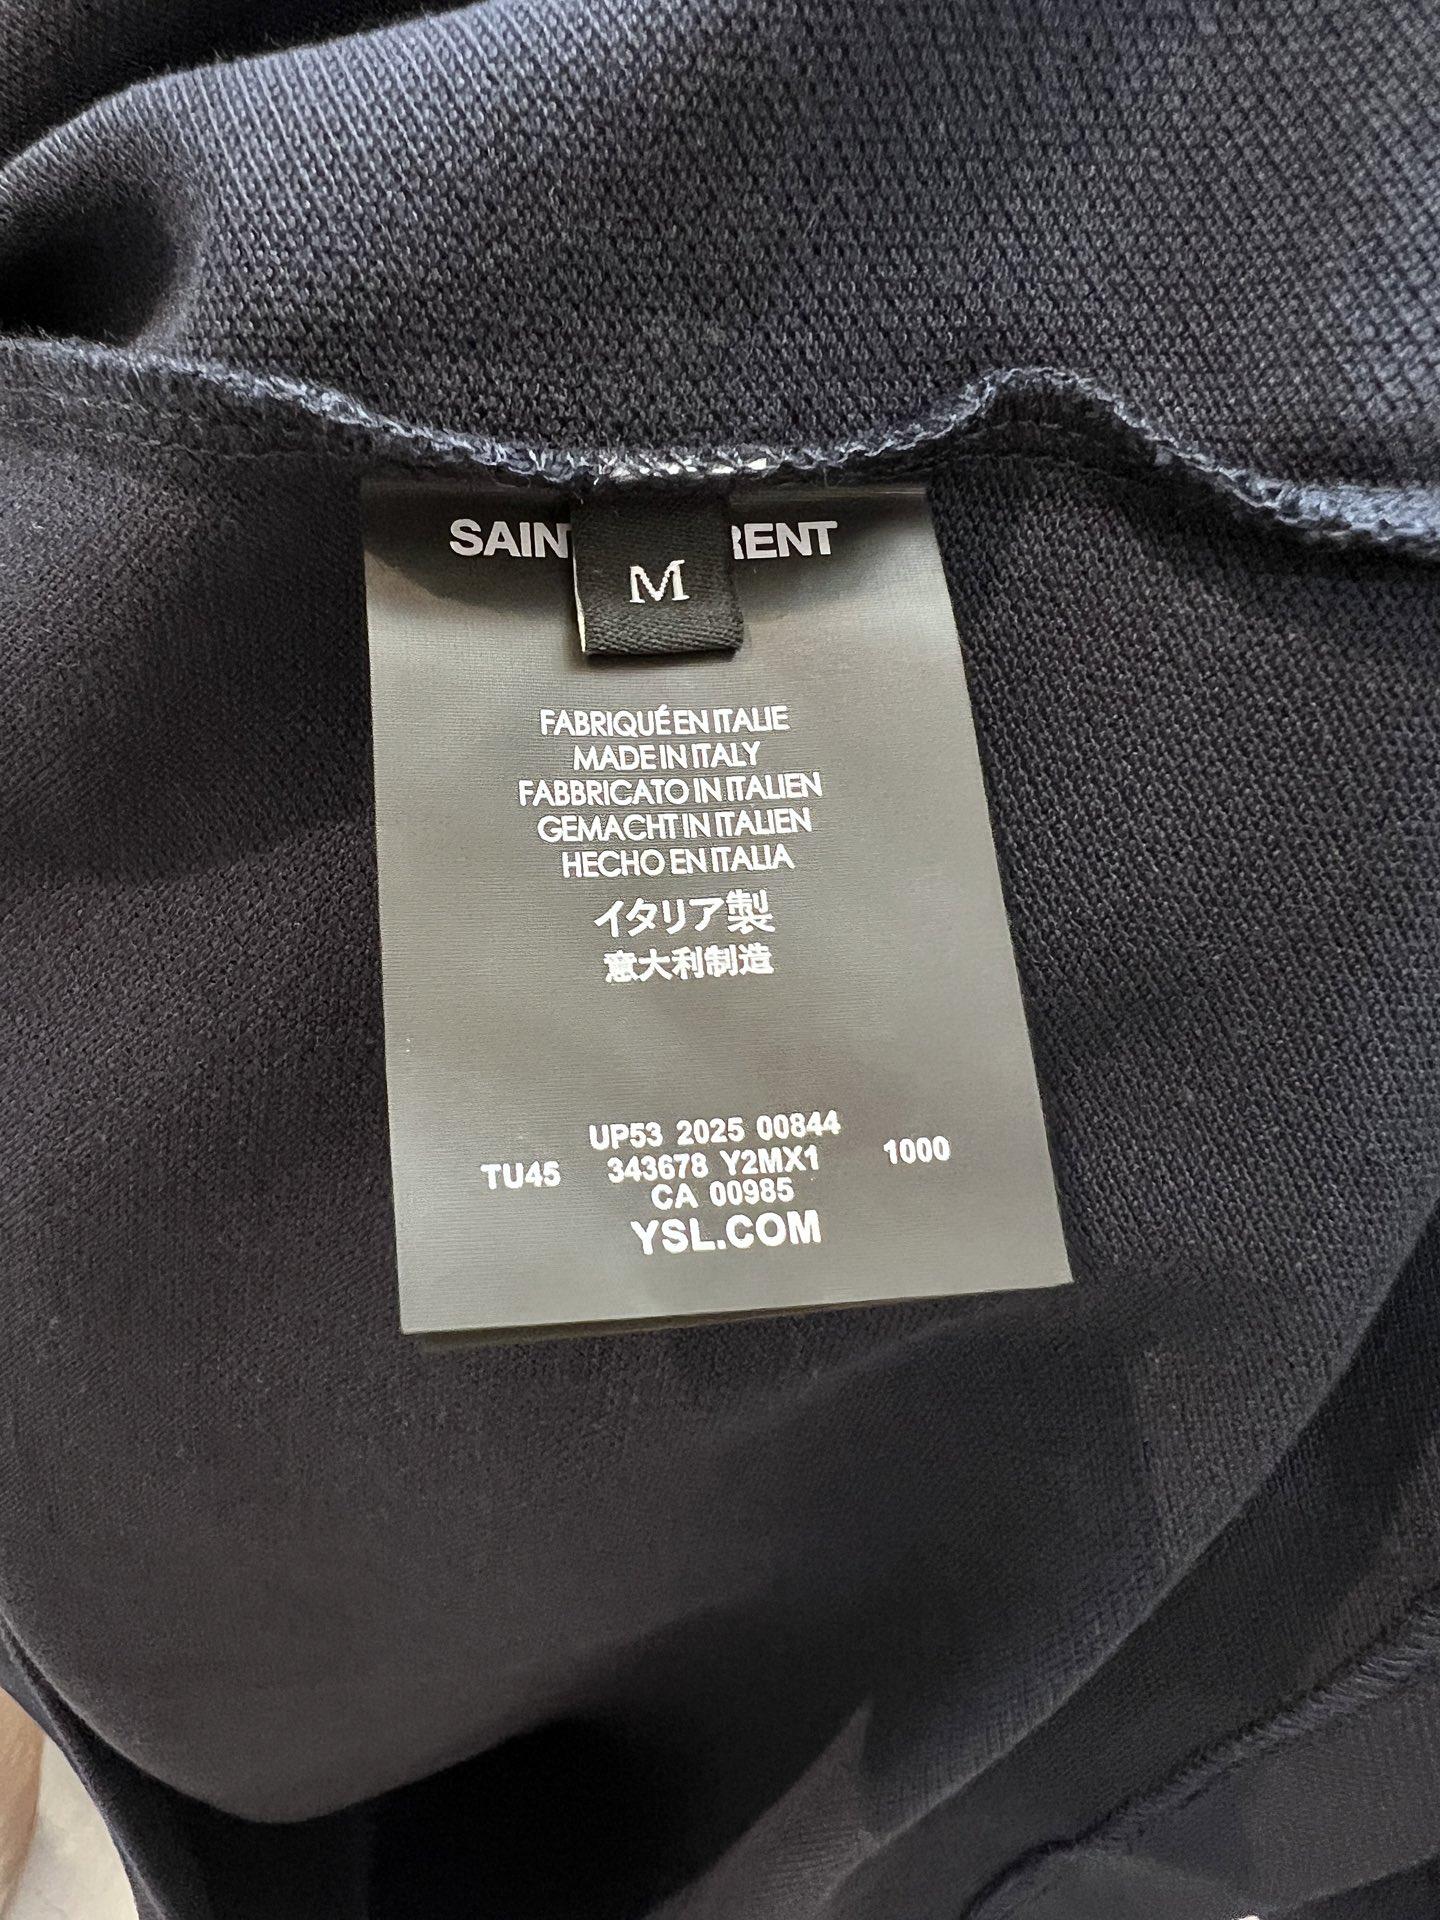 SAIN RENT
M
FABRIQUÉ EN ITALIE
MADE IN ITALY
FABBRICATO IN ITALIEN
GEMACHT IN ITALIEN
HECHO EN ITALIA
イタリア製
意大利制造
UP53 2025 00844
TU45 343678 Y2MX1 1000
CA 00985
YSL.COM